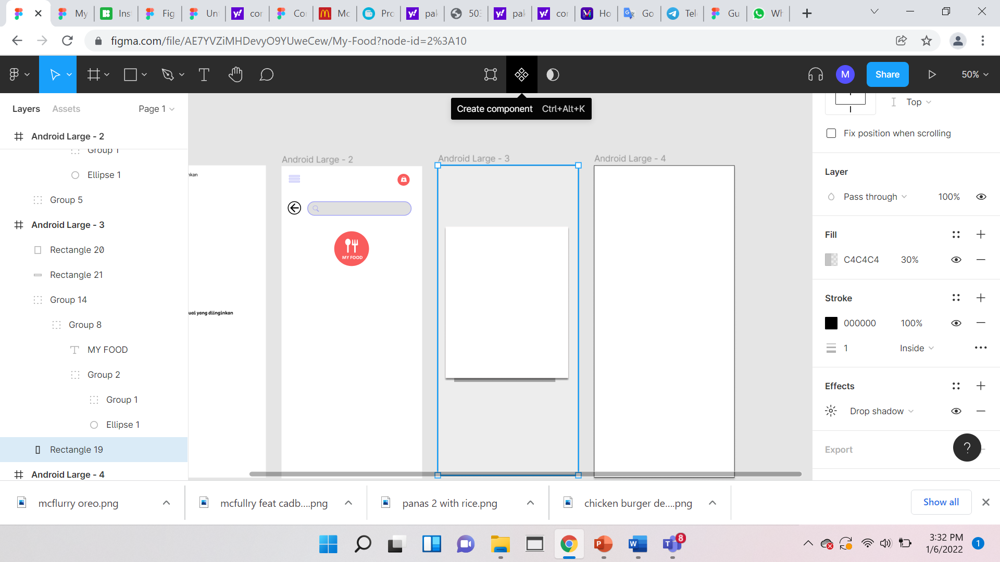 My
Ins
Fig
Un
cor
Co
Mc
Pro
pak
503
pak
cor
Ho
Go
Tele
Gu
Wh
figma.com/file/AE7YVZiMHDevyO9YUweCew/My-Food?node-id=2%3A10
M
Share
50%
Create component Ctrl+Alt+K
Layers Assets Page 1
Android Large - 2
Group 1
Ellipse 1
Group 5
Android Large - 3
Rectangle 20
Rectangle 21
Group 14
Group 8
MY FOOD
Group 2
Group 1
Ellipse 1
Rectangle 19
Android Large - 4
nkan
uai yang diinginkan
Android Large - 2
MY FOOD
Android Large - 3
Android Large - 4
Top
Fix position when scrolling
Layer
Pass through 100%
Fill
C4C4C4 30%
Stroke
000000 100%
1 Inside
Effects
Drop shadow
Export
?
mcflurry oreo.png
mcfullry feat cadb....png
panas 2 with rice.png
chicken burger de....png
Show all
8
3:32 PM
1/6/2022
1